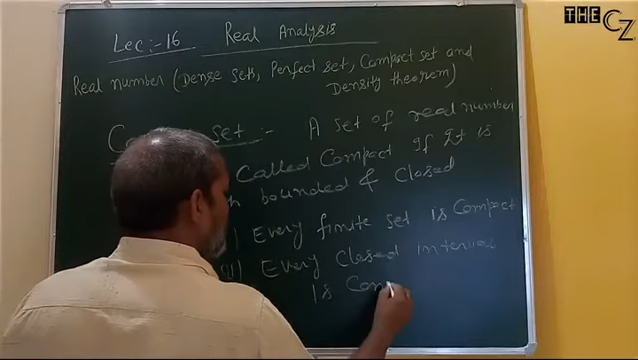 THE CZ
Lec:-16 Real Analysis
Real number (Dense sets, Perfect set, Compact set and
Density theorem)
set :- A set of real number
Called Compact if It is
bounded & Closed
) Every finite set is Compact
Every Closed
Is Com